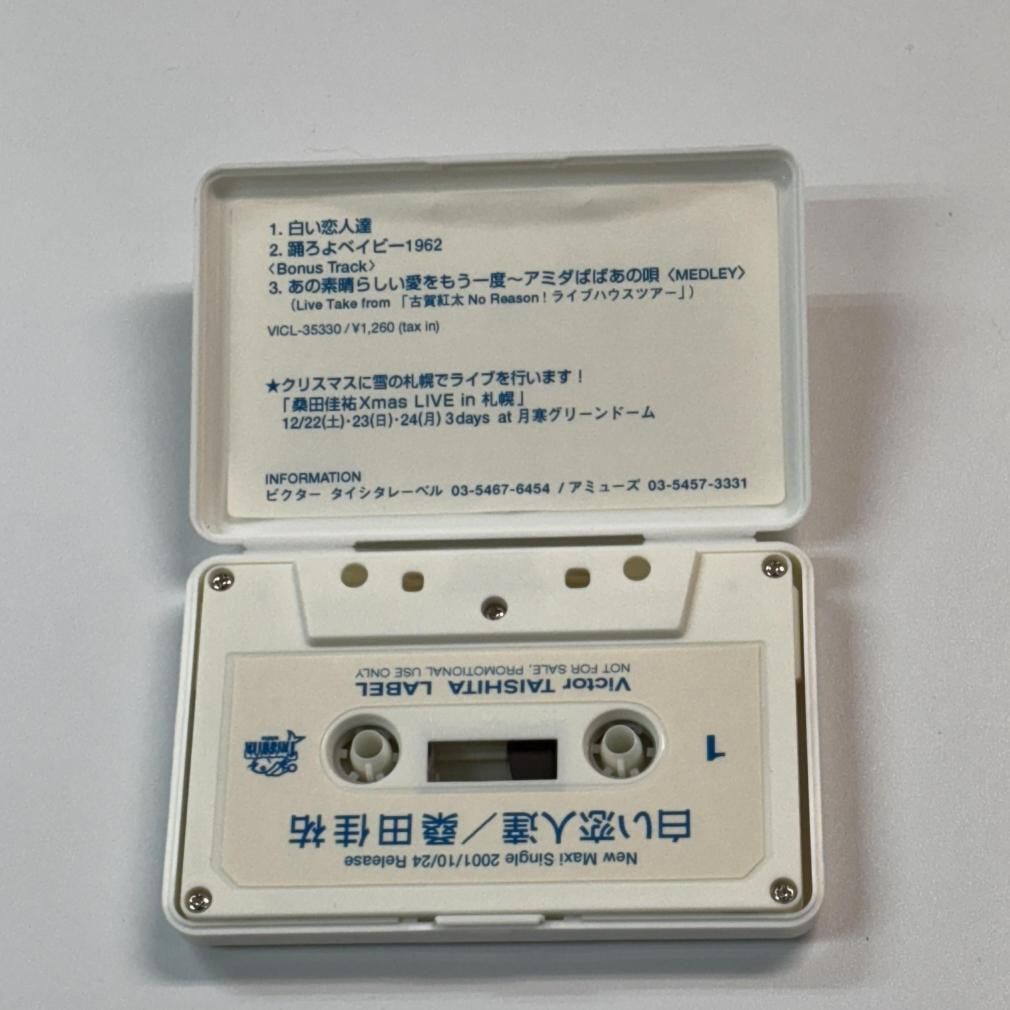 1. 白い恋人達
2. 踊ろよベイビー1962
〈Bonus Track〉
3. あの素晴らしい愛をもう一度〜アミダばばあの唄〈MEDLEY〉
(Live Take from 「古賀紅太 No Reason！ライブハウスツアー」)
VICL-35330 / ¥1,260 (tax in)
★クリスマスに雪の札幌でライブを行います！
「桑田佳祐Xmas LIVE in 札幌」
12/22(土)・23(日)・24(月) 3days at 月寒グリーンドーム
INFORMATION
ビクター タイシタレーベル 03-5467-6454 / アミューズ 03-5457-3331
New Maxi Single 2001/10/24 Release
白い恋人達／桑田佳祐
1
TAISHITA
Victor TAISHITA LABEL
NOT FOR SALE, PROMOTIONAL USE ONLY